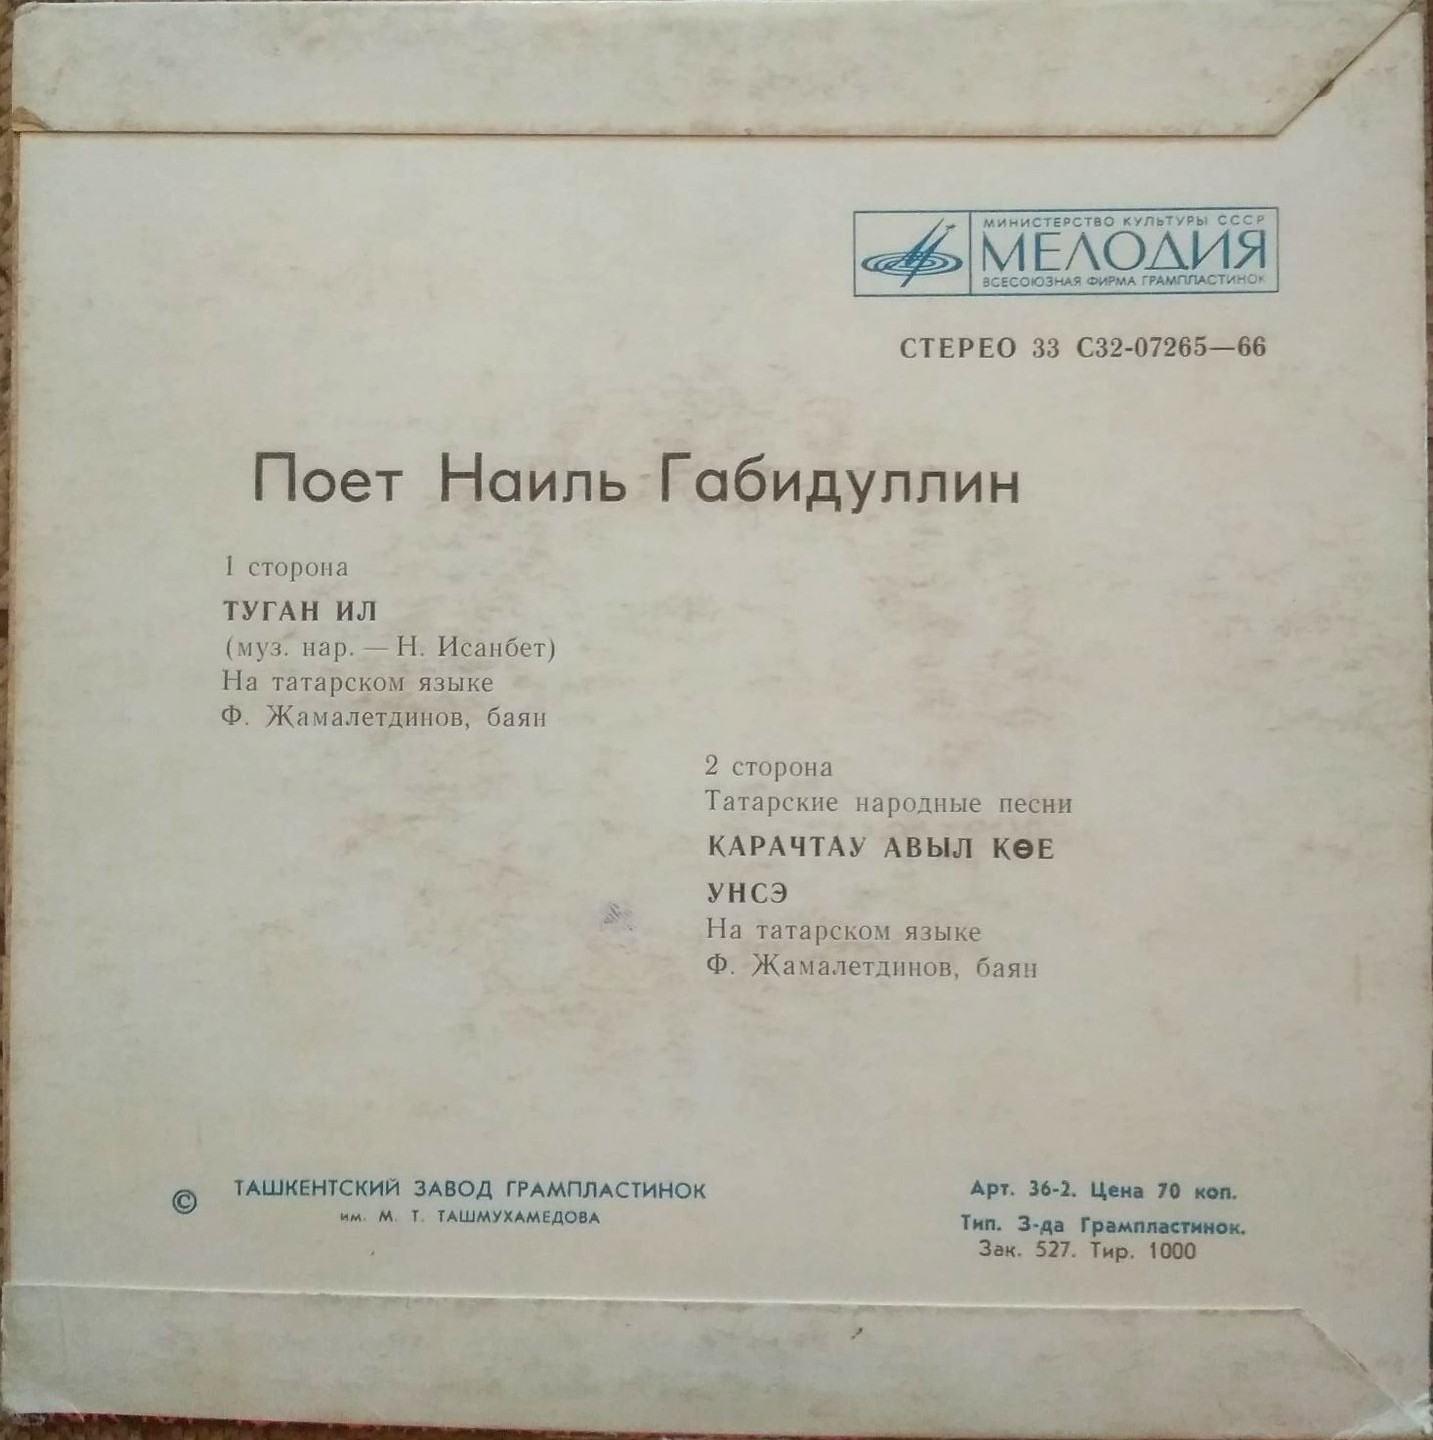 МИНИСТЕРСТВО КУЛЬТУРЫ СССР
МЕЛОДИЯ
ВСЕСОЮЗНАЯ ФИРМА ГРАМПЛАСТИНОК
СТЕРЕО 33 С32-07265—66
Поет Наиль Габидуллин
1 сторона
ТУГАН ИЛ
(муз. нар. — Н. Исанбет)
На татарском языке
Ф. Жамалетдинов, баян
2 сторона
Татарские народные песни
КАРАЧТАУ АВЫЛ КӨЕ
УНСЭ
На татарском языке
Ф. Жамалетдинов, баян
© ТАШКЕНТСКИЙ ЗАВОД ГРАМПЛАСТИНОК
им. М. Т. ТАШМУХАМЕДОВА
Арт. 36-2. Цена 70 коп.
Тип. З-да Грампластинок.
Зак. 527. Тир. 1000